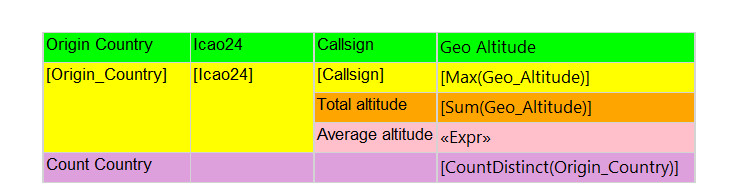 Origin Country Icao24 Callsign Geo Altitude
[Origin_Country] [Icao24] [Callsign] [Max(Geo_Altitude)]
Total altitude [Sum(Geo_Altitude)]
Average altitude «Expr»
Count Country [CountDistinct(Origin_Country)]